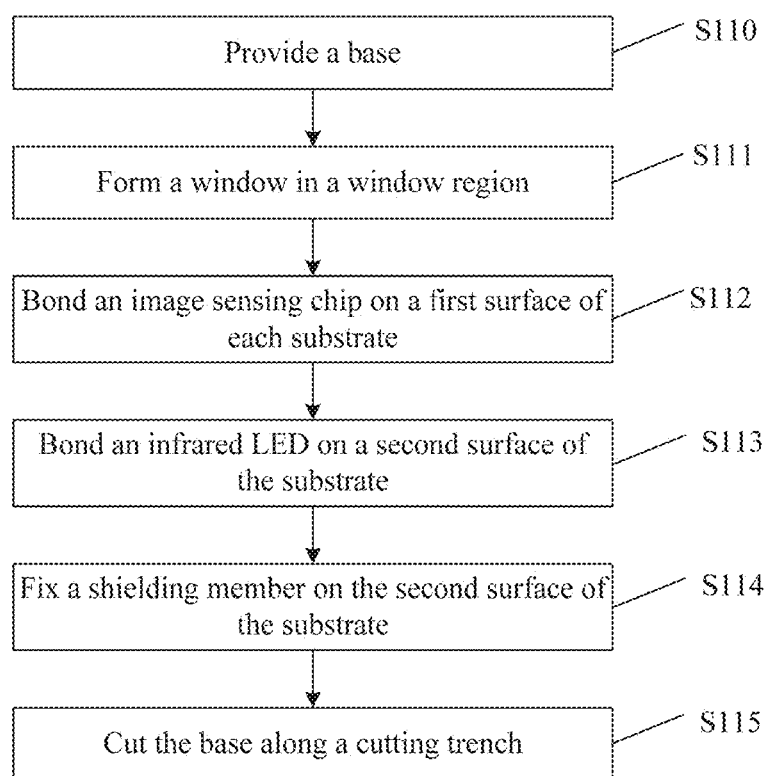 Provide a base
S110
Form a window in a window region
S111
Bond an image sensing chip on a first surface of
each substrate
S112
Bond an infrared LED on a second surface of
the substrate
S113
Fix a shielding member on the second surface of
the substrate
S114
Cut the base along a cutting trench
S115